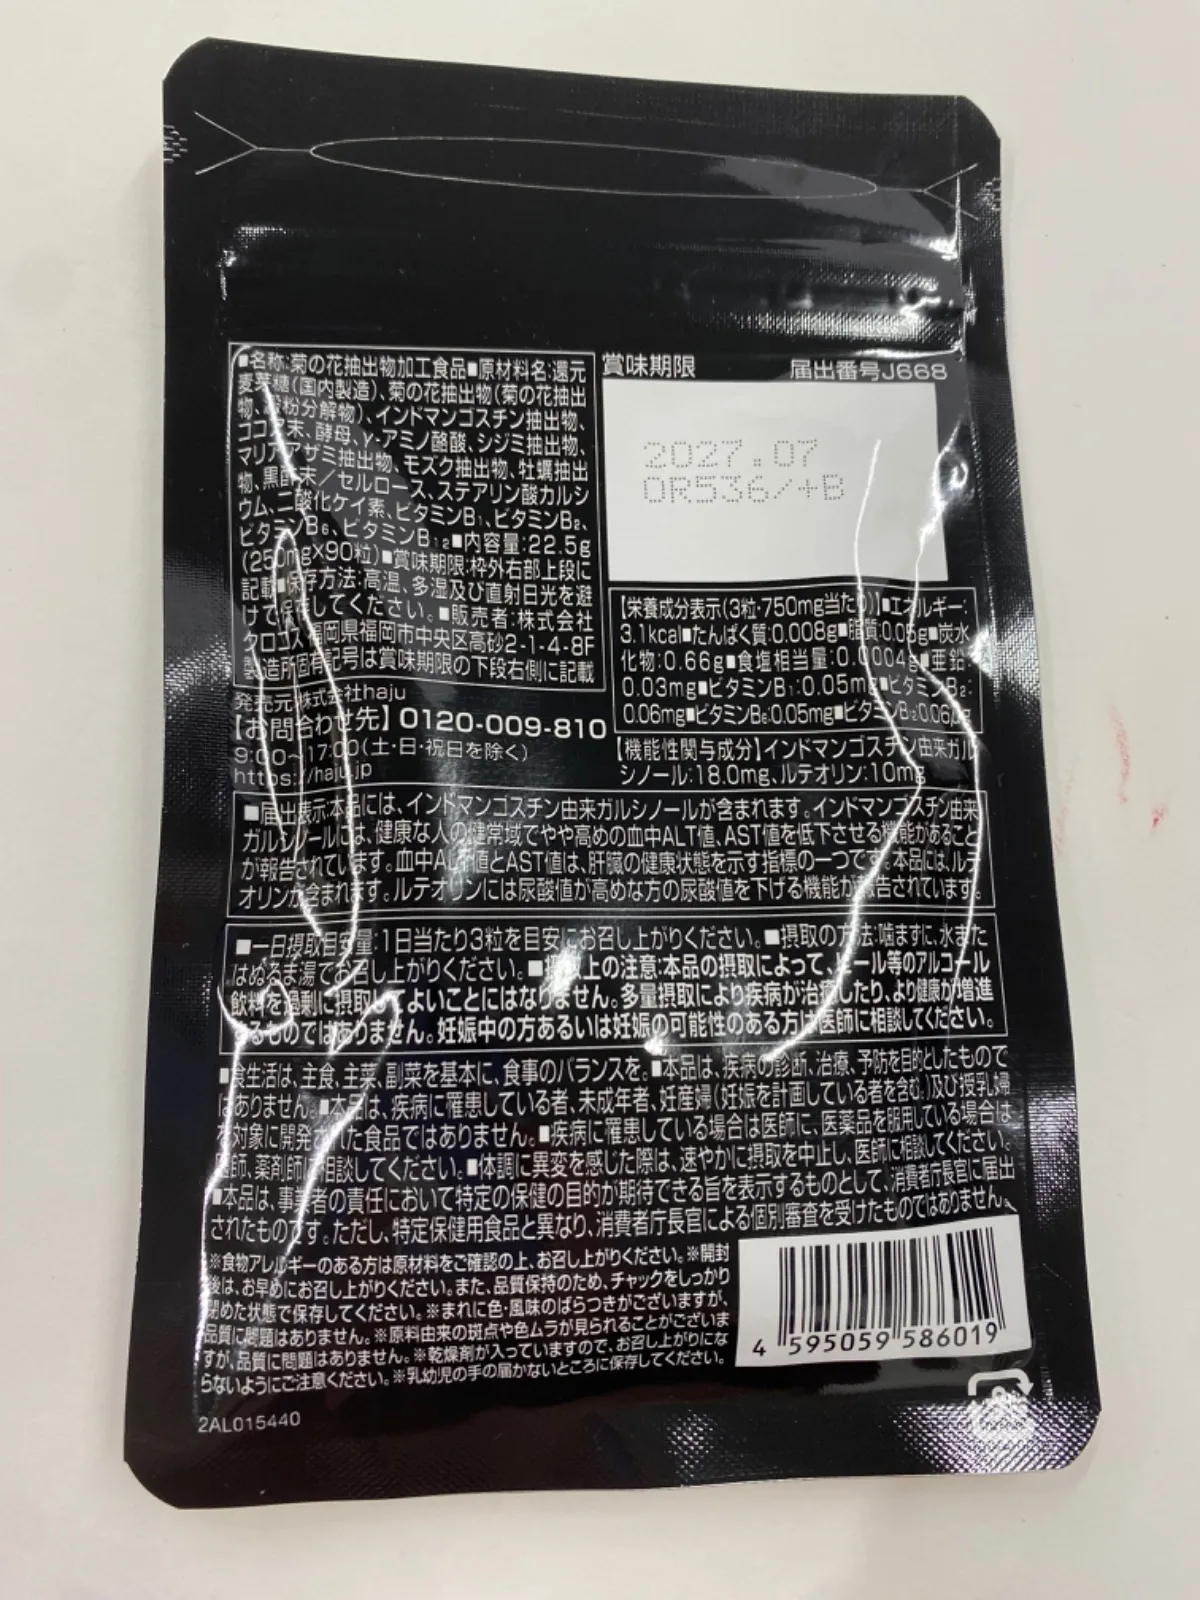 ■名称:菊の花抽出物加工食品■原材料名:還元
麦芽糖(国内製造)、菊の花抽出物(菊の花抽出
物、澱粉分解物)、インドマンゴスチン抽出物、
ココア末、酵母、γ-アミノ酪酸、シジミ抽出物、
マリアアザミ抽出物、モズク抽出物、牡蠣抽出
物、黒酢末/セルロース、ステアリン酸カルシ
ウム、二酸化ケイ素、ビタミンB₁、ビタミンB₂、
ビタミンB₆、ビタミンB₁₂■内容量:22.5g
(250mg×90粒)■賞味期限:枠外右部上段に
記載■保存方法:高温、多湿及び直射日光を避
けて保存してください。■販売者:株式会社
タロコス 福岡県福岡市中央区高砂2-1-4-8F
製造所固有記号は賞味期限の下段右側に記載
発売元 株式会社haju
【お問合わせ先】0120-009-810
9:00~17:00(土・日・祝日を除く)
https://haju.jp
賞味期限 届出番号J668
2027.07
OR536/+B
【栄養成分表示(3粒・750mg当たり)】■エネルギー:
3.1kcal■たんぱく質:0.008g■脂質:0.05g■炭水
化物:0.66g■食塩相当量:0.0004g■亜鉛:
0.03mg■ビタミンB₁:0.05mg■ビタミンB₂:
0.06mg■ビタミンB₆:0.05mg■ビタミンB₁₂:0.06μg
【機能性関与成分】インドマンゴスチン由来ガル
シノール:18.0mg、ルテオリン:10mg
■届出表示:本品には、インドマンゴスチン由来ガルシノールが含まれます。インドマンゴスチン由来
ガルシノールには、健康な人の健常域でやや高めの血中ALT値、AST値を低下させる機能があること
が報告されています。血中ALT値とAST値は、肝臓の健康状態を示す指標の一つです。本品には、ルテ
オリンが含まれます。ルテオリンには尿酸値が高めな方の尿酸値を下げる機能が報告されています。
■一日摂取目安量:1日当たり3粒を目安にお召し上がりください。■摂取の方法:噛まずに、水また
はぬるま湯でお召し上がりください。■摂取上の注意:本品の摂取によって、ビール等のアルコール
飲料を過剰に摂取してよいことにはなりません。多量摂取により疾病が治癒したり、より健康が増進
するものではありません。妊娠中の方あるいは妊娠の可能性のある方は医師に相談してください。
■食生活は、主食、主菜、副菜を基本に、食事のバランスを。■本品は、疾病の診断、治療、予防を目的としたもので
はありません。■本品は、疾病に罹患している者、未成年者、妊産婦(妊娠を計画している者を含む。)及び授乳婦
を対象に開発された食品ではありません。■疾病に罹患している場合は医師に、医薬品を服用している場合は
医師、薬剤師に相談してください。■体調に異変を感じた際は、速やかに摂取を中止し、医師に相談してください。
■本品は、事業者の責任において特定の保健の目的が期待できる旨を表示するものとして、消費者庁長官に届出
されたものです。ただし、特定保健用食品と異なり、消費者庁長官による個別審査を受けたものではありません。
※食物アレルギーのある方は原材料をご確認の上、お召し上がりください。※開封
後は、お早めにお召し上がりください。また、品質保持のため、チャックをしっかり
閉めた状態で保存してください。※まれに色・風味のばらつきがございますが、
品質に問題はありません。※原料由来の斑点や色ムラが見られることがございま
すが、品質に問題はありません。※乾燥剤が入っていますので、お召し上がりにな
らないようにご注意ください。※乳幼児の手の届かないところに保存してください。
4 595059 586019
2AL015440